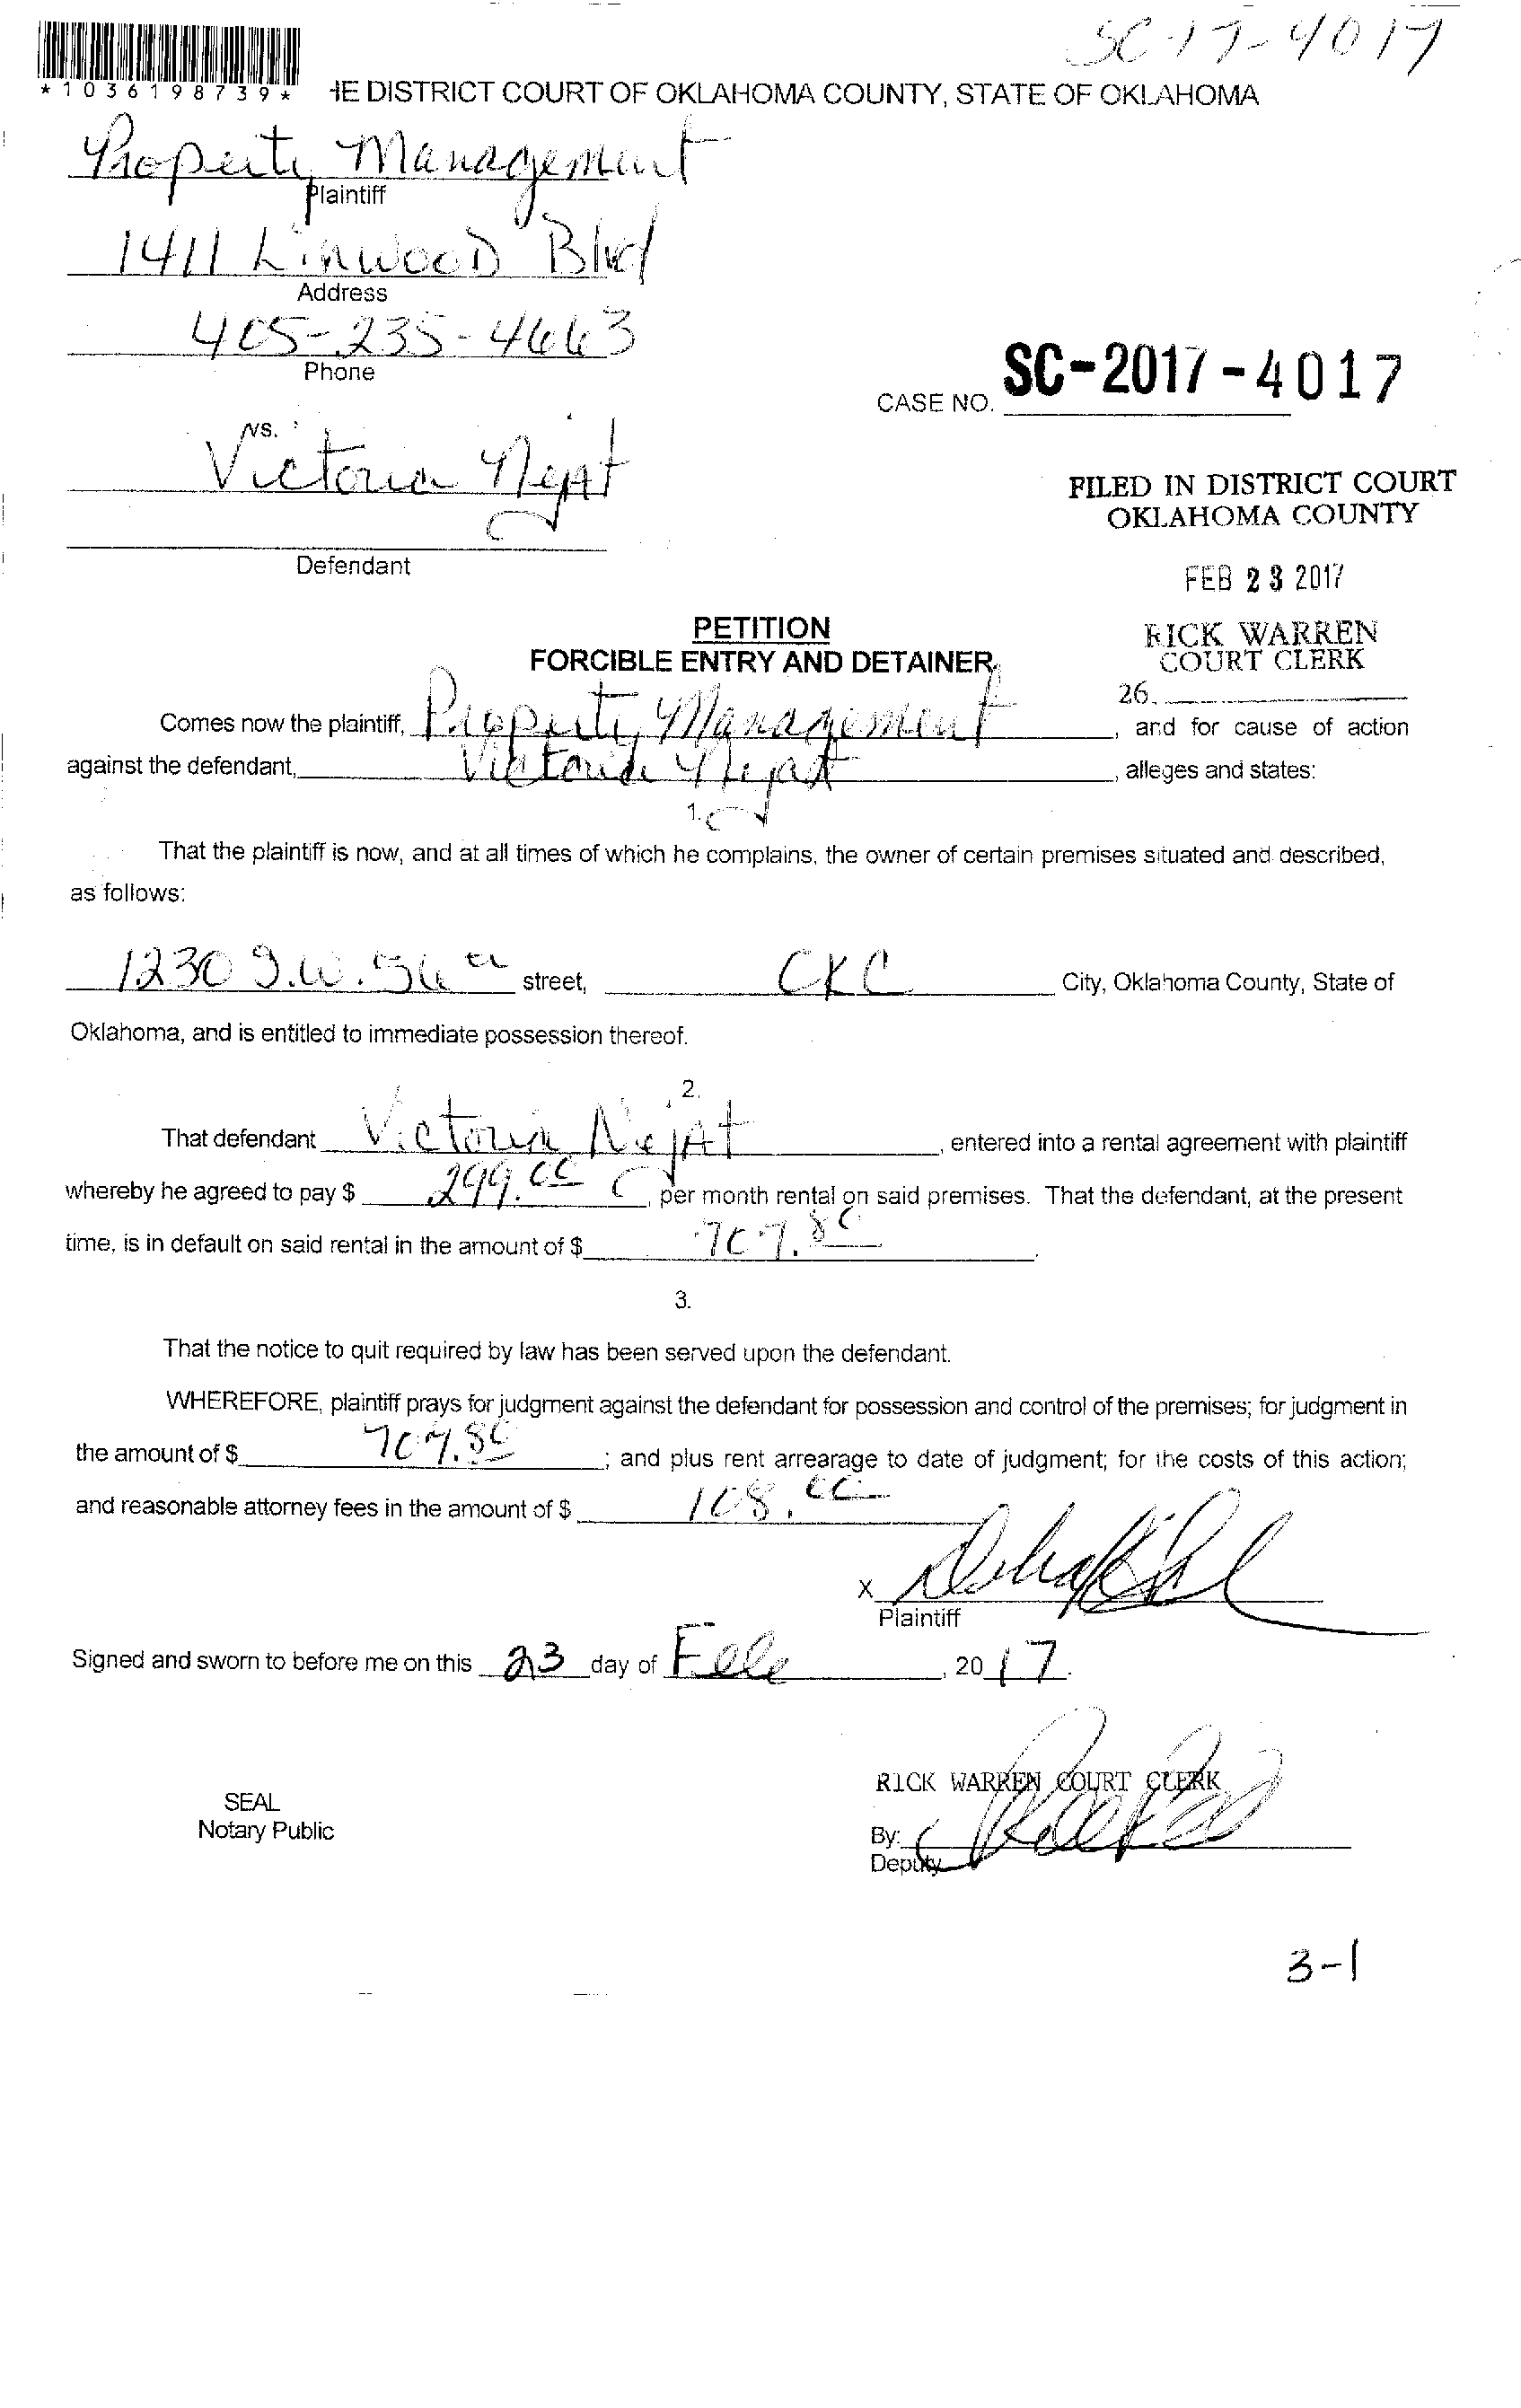 SC-17-4017
*1036198739* HE DISTRICT COURT OF OKLAHOMA COUNTY, STATE OF OKLAHOMA
Property Management
Plaintiff
1411 Linwood Blvd
Address
405-235-4663
Phone
CASE NO. SC-2017-4017
vs.
Victoria Nejat
Defendant
FILED IN DISTRICT COURT
OKLAHOMA COUNTY
FEB 23 2017
RICK WARREN
COURT CLERK
26
PETITION
FORCIBLE ENTRY AND DETAINER
Comes now the plaintiff, Property Management, and for cause of action
against the defendant, Victoria Nejat, alleges and states:
1.
That the plaintiff is now, and at all times of which he complains, the owner of certain premises situated and described,
as follows:
1230 S.W. 56th street, OKC City, Oklahoma County, State of
Oklahoma, and is entitled to immediate possession thereof.
2.
That defendant Victoria Nejat, entered into a rental agreement with plaintiff
whereby he agreed to pay $ 299.00, per month rental on said premises. That the defendant, at the present
time, is in default on said rental in the amount of $ 707.80.
3.
That the notice to quit required by law has been served upon the defendant.
WHEREFORE, plaintiff prays for judgment against the defendant for possession and control of the premises; for judgment in
the amount of $ 707.80; and plus rent arrearage to date of judgment; for the costs of this action;
and reasonable attorney fees in the amount of $ 108.00
X
Plaintiff
Signed and sworn to before me on this 23 day of Feb, 2017.
RICK WARREN COURT CLERK
SEAL
Notary Public
By:
Deputy
3-1